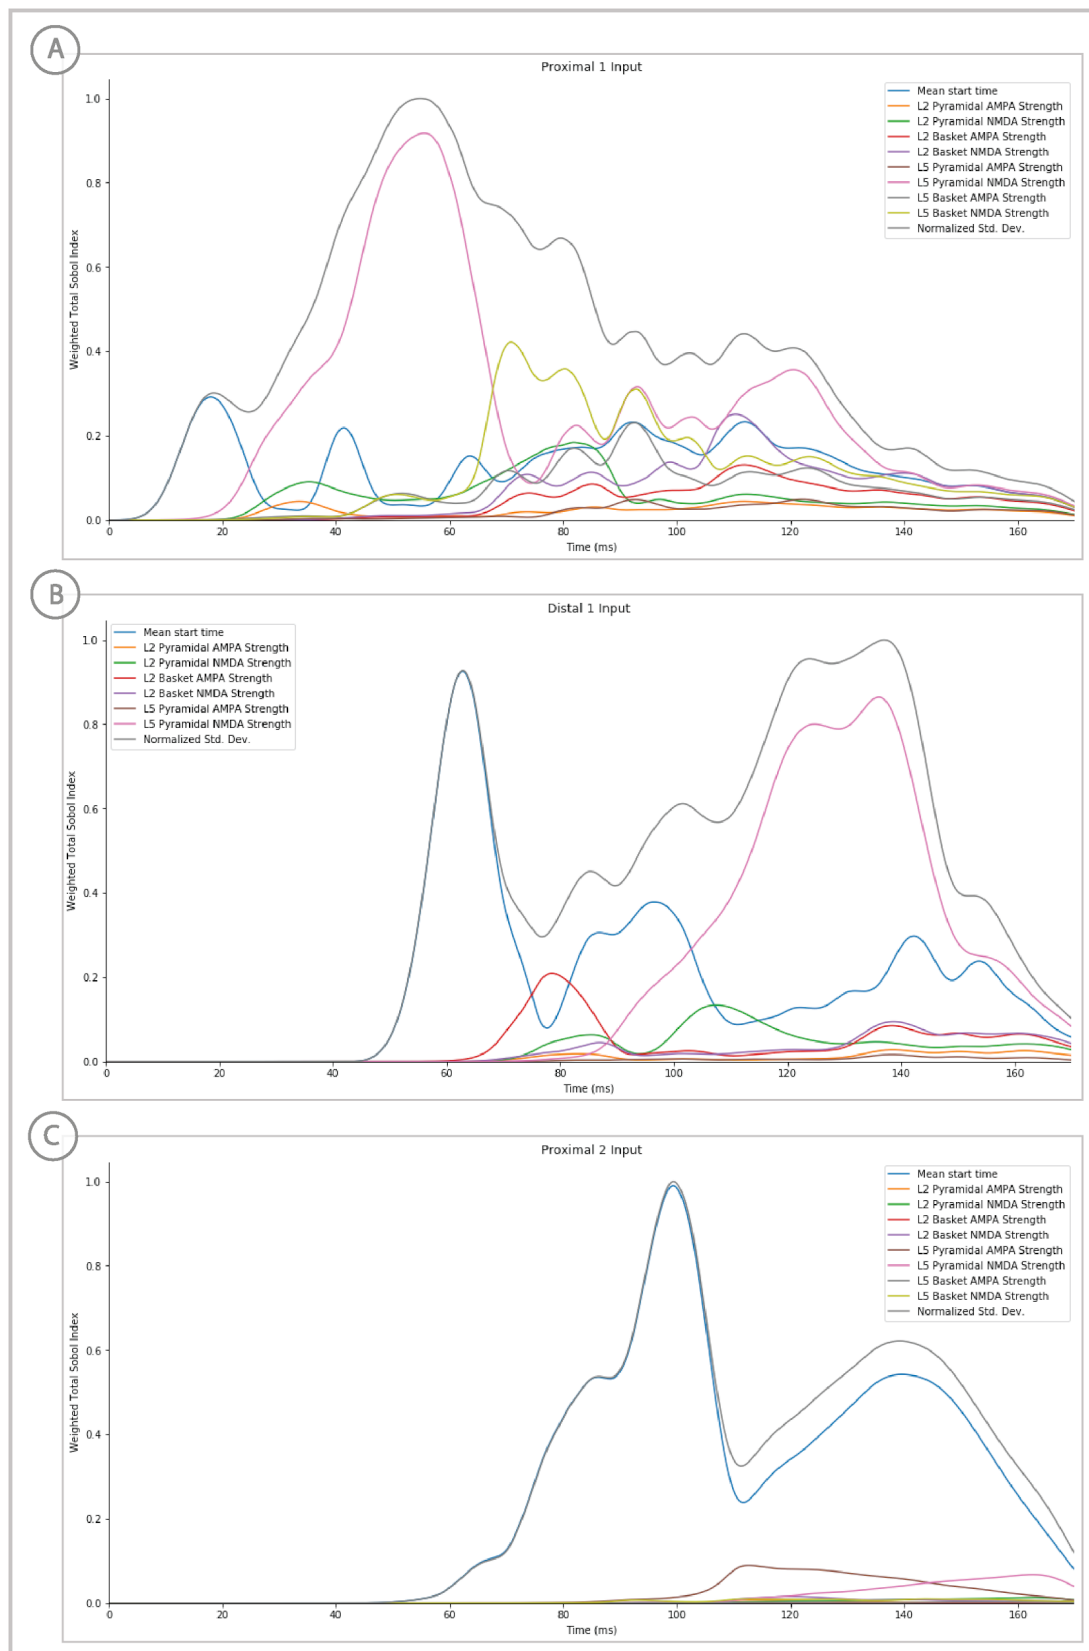 A
Proximal 1 Input
Weighted Total Sobol Index
1.0
0.8
0.6
0.4
0.2
0.0
Mean start time
L2 Pyramidal AMPA Strength
L2 Pyramidal NMDA Strength
L2 Basket AMPA Strength
L2 Basket NMDA Strength
L5 Pyramidal AMPA Strength
L5 Pyramidal NMDA Strength
L5 Basket AMPA Strength
L5 Basket NMDA Strength
Normalized Std. Dev.
0 20 40 60 80 100 120 140 160
Time (ms)
B
Distal 1 Input
Weighted Total Sobol Index
1.0
0.8
0.6
0.4
0.2
0.0
Mean start time
L2 Pyramidal AMPA Strength
L2 Pyramidal NMDA Strength
L2 Basket AMPA Strength
L2 Basket NMDA Strength
L5 Pyramidal AMPA Strength
L5 Pyramidal NMDA Strength
Normalized Std. Dev.
0 20 40 60 80 100 120 140 160
Time (ms)
C
Proximal 2 Input
Weighted Total Sobol Index
1.0
0.8
0.6
0.4
0.2
0.0
Mean start time
L2 Pyramidal AMPA Strength
L2 Pyramidal NMDA Strength
L2 Basket AMPA Strength
L2 Basket NMDA Strength
L5 Pyramidal AMPA Strength
L5 Pyramidal NMDA Strength
L5 Basket AMPA Strength
L5 Basket NMDA Strength
Normalized Std. Dev.
0 20 40 60 80 100 120 140 160
Time (ms)